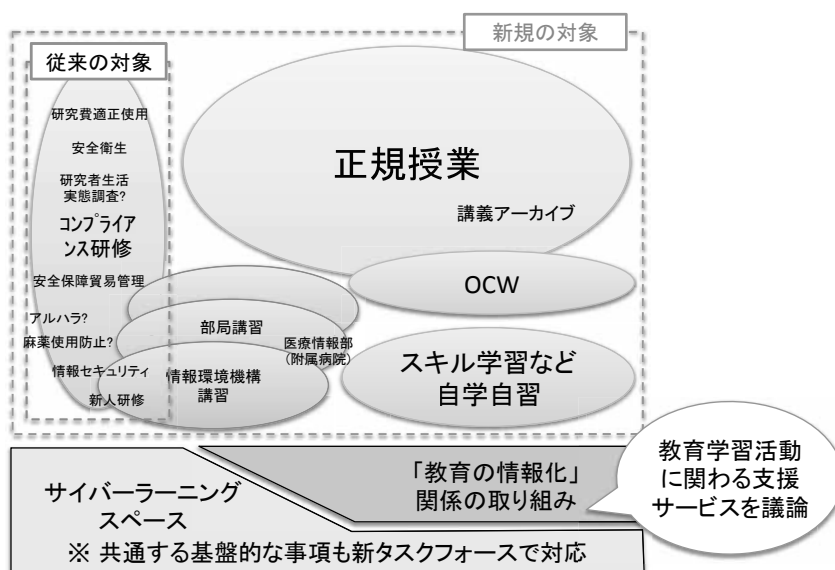 新規の対象
従来の対象
研究費適正使用
安全衛生
研究者生活
実態調査?
コンプライア
ンス研修
安全保障貿易管理
アルハラ?
麻薬使用防止?
情報セキュリティ
新人研修
正規授業
講義アーカイブ
OCW
部局講習
医療情報部
(附属病院)
情報環境機構
講習
スキル学習など
自学自習
サイバーラーニング
スペース
「教育の情報化」
関係の取り組み
教育学習活動
に関わる支援
サービスを議論
※ 共通する基盤的な事項も新タスクフォースで対応